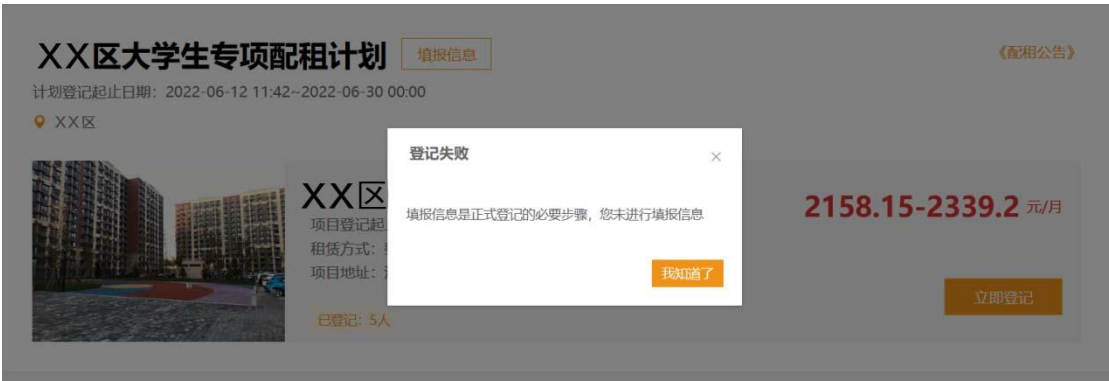 XX区大学生专项配租计划 填报信息 《配租公告》
计划登记起止日期：2022-06-12 11:42~2022-06-30 00:00
XX区
登记失败 ×
填报信息是正式登记的必要步骤，您未进行填报信息
我知道了
XX区
项目登记起
租赁方式：
项目地址：
已登记：5人
2158.15-2339.2 元/月
立即登记